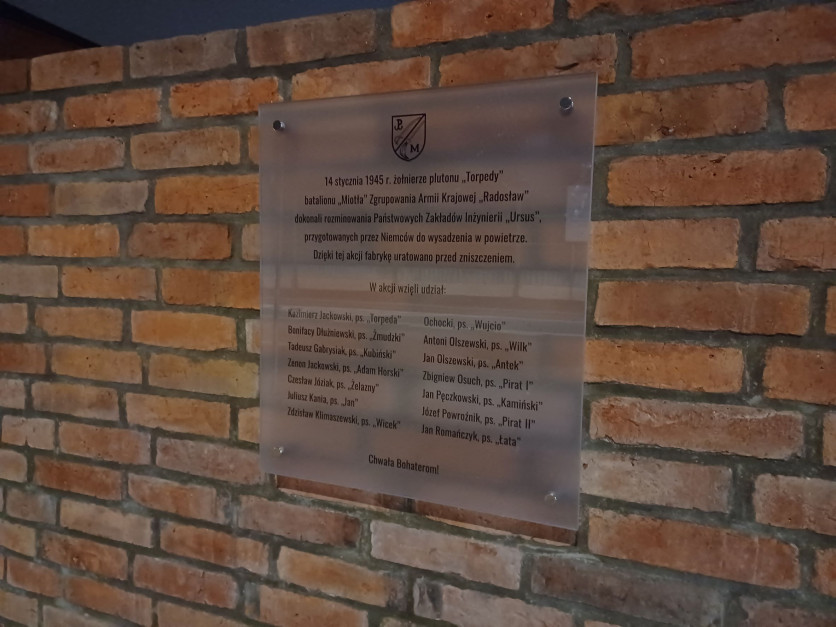 B
M
14 stycznia 1945 r. żołnierze plutonu „Torpedy”
batalionu „Miotła” Zgrupowania Armii Krajowej „Radosław”
dokonali rozminowania Państwowych Zakładów Inżynierii „Ursus”,
przygotowanych przez Niemców do wysadzenia w powietrze.
Dzięki tej akcji fabrykę uratowano przed zniszczeniem.
W akcji wzięli udział:
Kazimierz Jackowski, ps. „Torpeda”
Bonifacy Dłużniewski, ps. „Żmudzki”
Tadeusz Gabrysiak, ps. „Kubiński”
Zenon Jackowski, ps. „Adam Horski”
Czesław Jóźiak, ps. „Żelazny”
Juliusz Kania, ps. „Jan”
Zdzisław Klimaszewski, ps. „Wicek”
Ochocki, ps. „Wujcio”
Antoni Olszewski, ps. „Wilk”
Jan Olszewski, ps. „Antek”
Zbigniew Osuch, ps. „Pirat I”
Jan Pęczkowski, ps. „Kamiński”
Józef Powroźnik, ps. „Pirat II”
Jan Romańczyk, ps. „Łata”
Chwała Bohaterom!